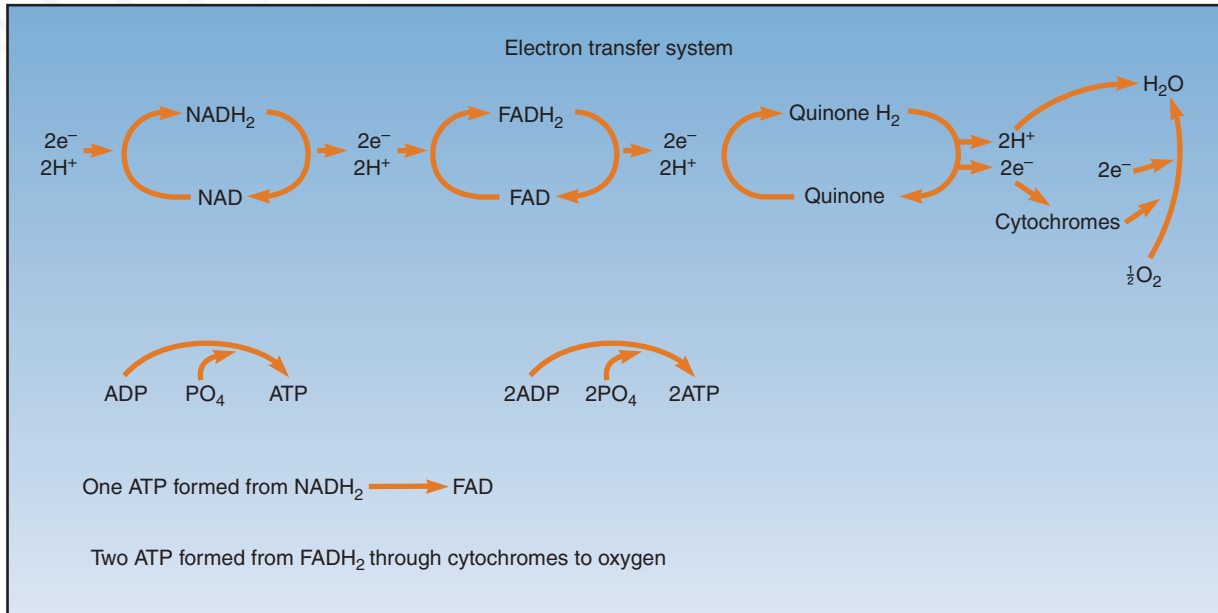 Electron transfer system
NADH₂ FADH₂ Quinone H₂ H₂O
2e⁻ 2e⁻ 2e⁻ 2H⁺
2H⁺ 2H⁺ 2H⁺ 2e⁻ 2e⁻
NAD FAD Quinone
Cytochromes
½O₂
ADP PO₄ ATP 2ADP 2PO₄ 2ATP
One ATP formed from NADH₂ → FAD
Two ATP formed from FADH₂ through cytochromes to oxygen